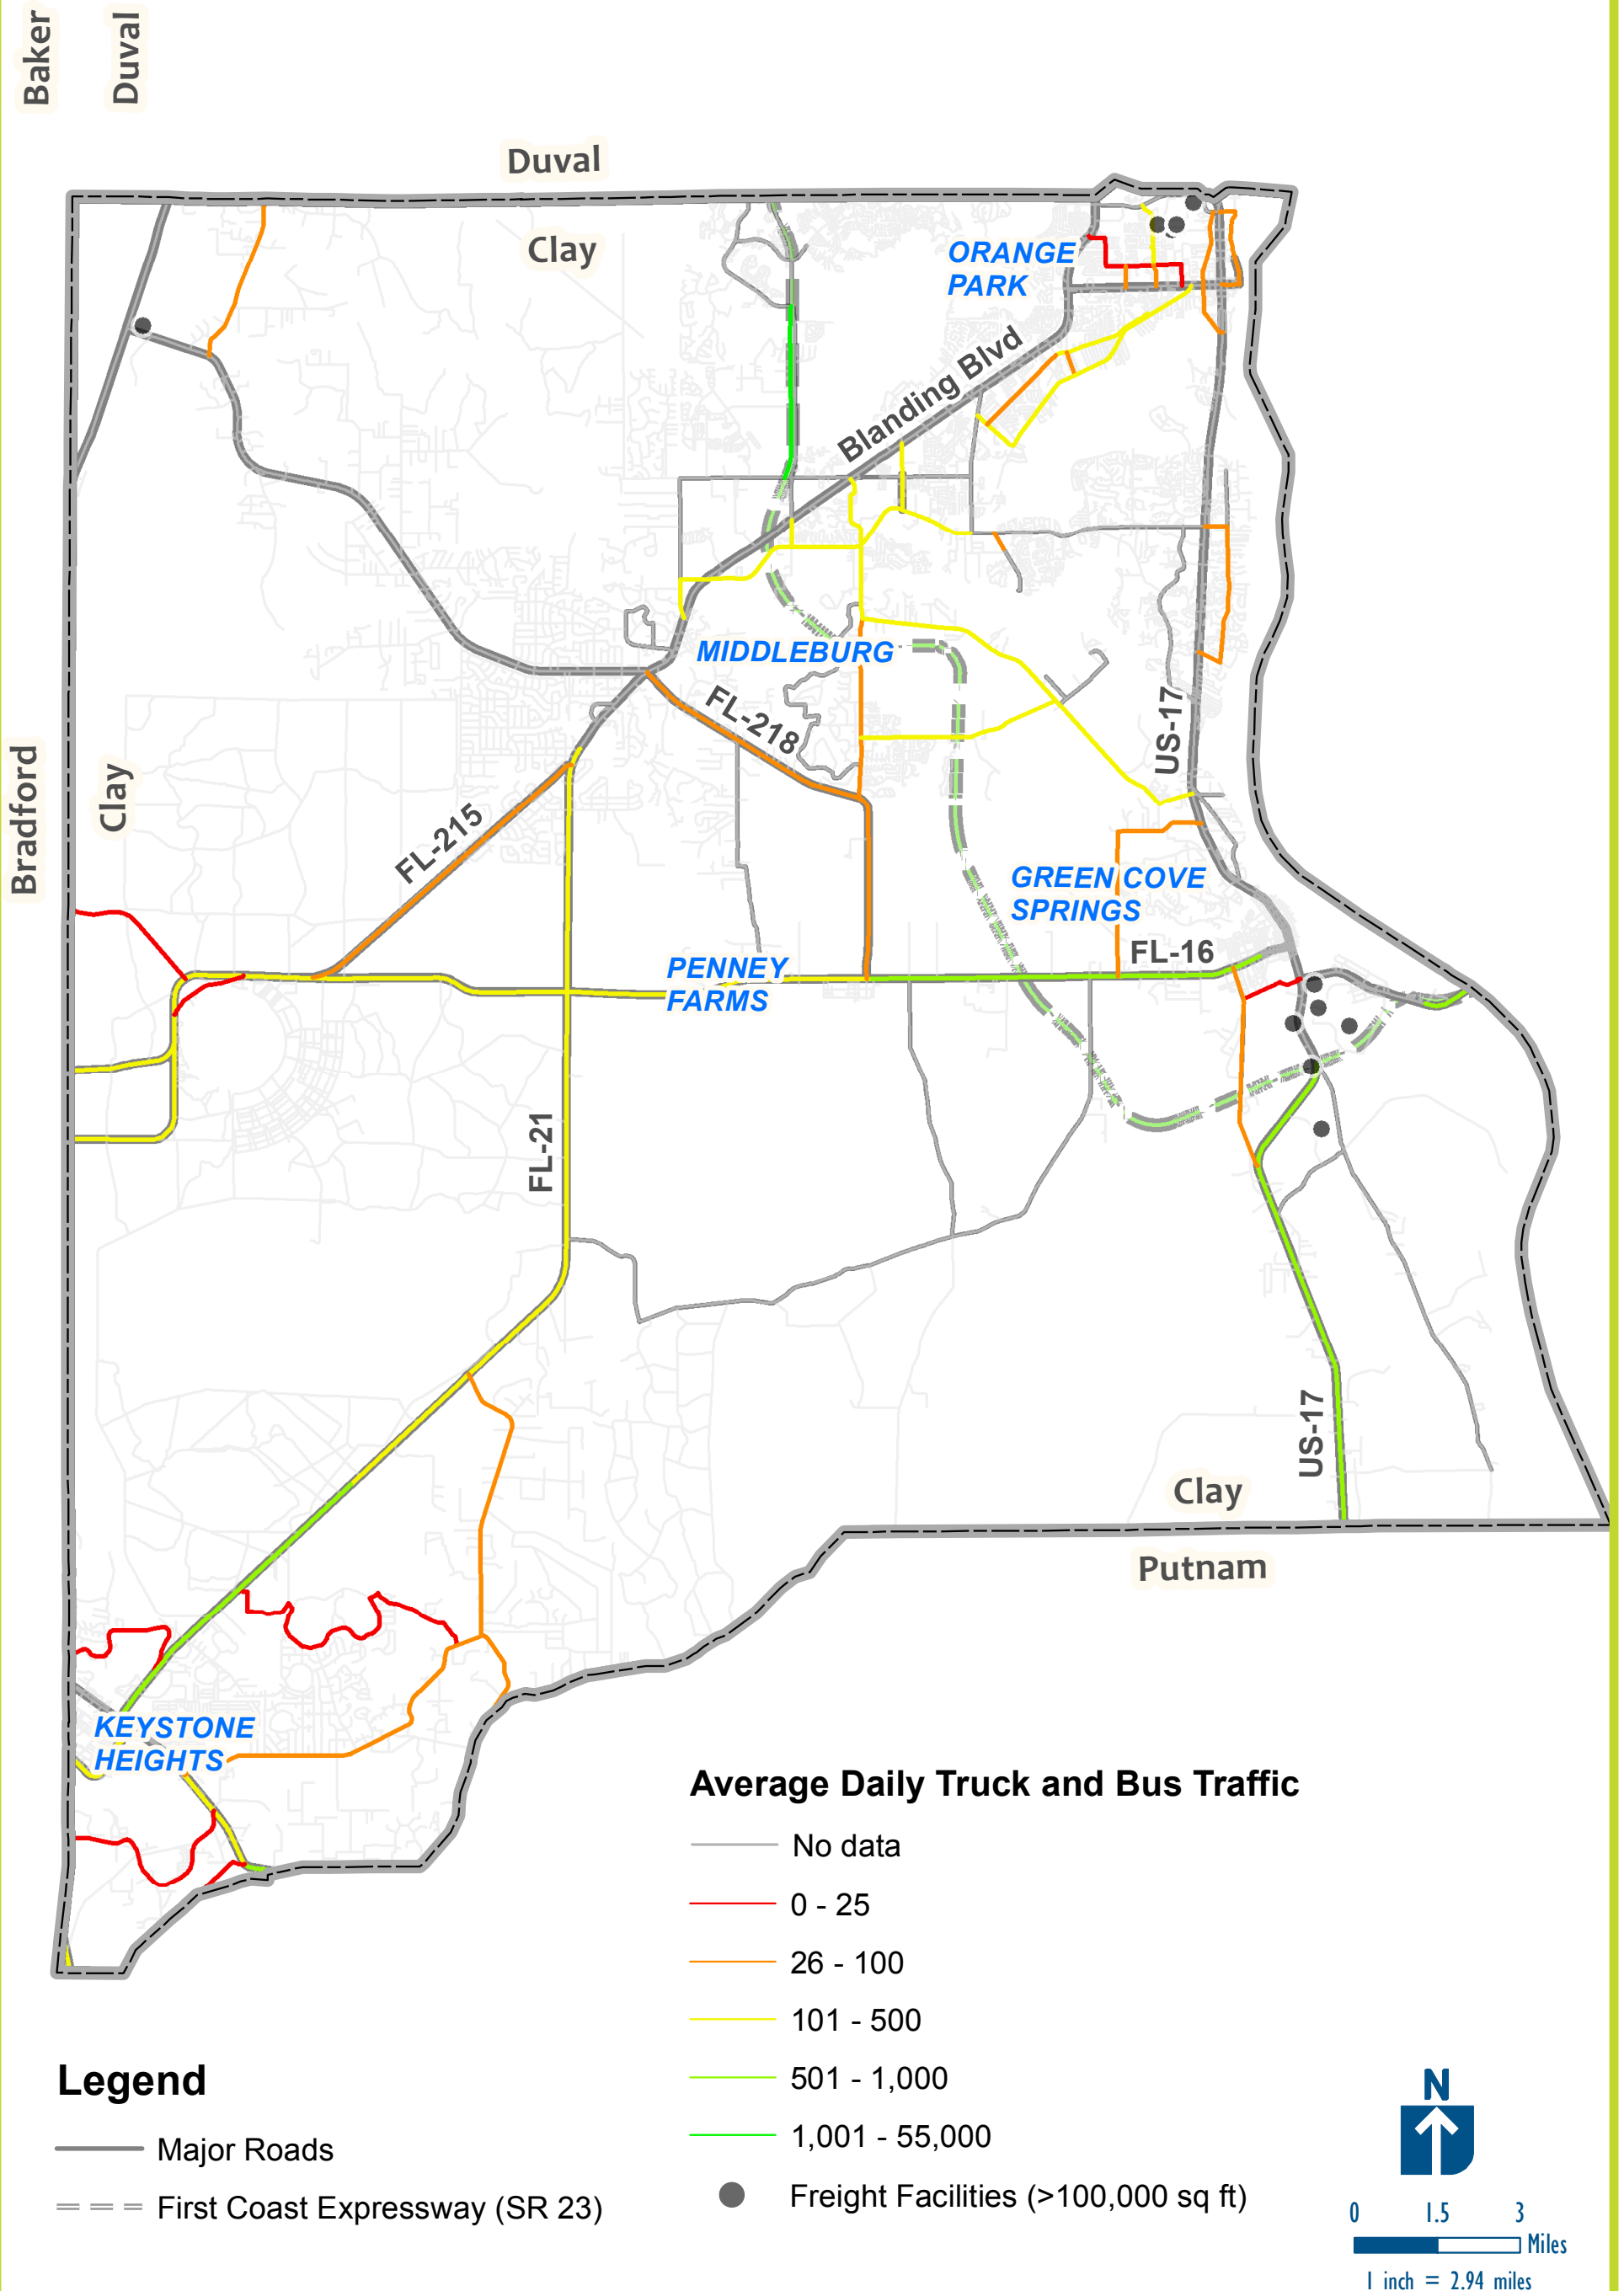 Baker
Duval
Duval
Clay
ORANGE
PARK
Blanding Blvd
MIDDLEBURG
FL-218
US-17
Bradford
Clay
FL-215
GREEN COVE
SPRINGS
FL-16
PENNEY
FARMS
FL-21
US-17
Clay
Putnam
KEYSTONE
HEIGHTS
Average Daily Truck and Bus Traffic
No data
0 - 25
26 - 100
101 - 500
501 - 1,000
1,001 - 55,000
Freight Facilities (>100,000 sq ft)
Legend
Major Roads
First Coast Expressway (SR 23)
N
0 1.5 3
Miles
1 inch = 2.94 miles